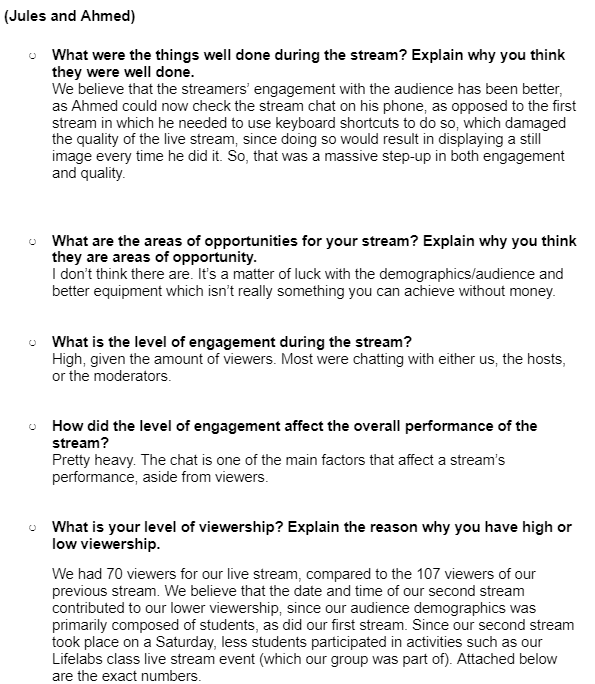 (Jules and Ahmed)
What were the things well done during the stream? Explain why you think
they were well done.
We believe that the streamers' engagement with the audience has been better,
as Ahmed could now check the stream chat on his phone, as opposed to the first
stream in which he needed to use keyboard shortcuts to do so, which damaged
the quality of the live stream, since doing so would result in displaying a still
image every time he did it. So, that was a massive step-up in both engagement
and quality.
What are the areas of opportunities for your stream? Explain why you think
they are areas of opportunity.
I don't think there are. It's a matter of luck with the demographics/audience and
better equipment which isn't really something you can achieve without money.
What is the level of engagement during the stream?
High, given the amount of viewers. Most were chatting with either us, the hosts,
or the moderators.
How did the level of engagement affect the overall performance of the
stream?
Pretty heavy. The chat is one of the main factors that affect a stream's
performance, aside from viewers.
What is your level of viewership? Explain the reason why you have high or
low viewership.
We had 70 viewers for our live stream, compared to the 107 viewers of our
previous stream. We believe that the date and time of our second stream
contributed to our lower viewership, since our audience demographics was
primarily composed of students, as did our first stream. Since our second stream
took place on a Saturday, less students participated in activities such as our
Lifelabs class live stream event (which our group was part of). Attached below
are the exact numbers.